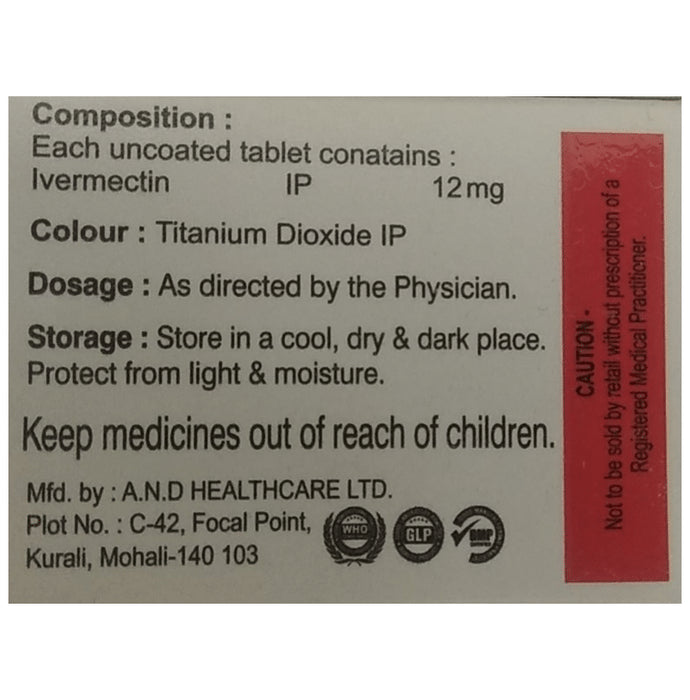 Composition :
Each uncoated tablet conatains :
Ivermectin IP 12mg
Colour : Titanium Dioxide IP
Dosage : As directed by the Physician.
Storage : Store in a cool, dry & dark place.
Protect from light & moisture.
Keep medicines out of reach of children.
Mfd. by : A.N.D HEALTHCARE LTD.
Plot No. : C-42, Focal Point,
Kurali, Mohali-140 103
WHO
GLP
GMP
CAUTION -
Not to be sold by retail without prescription of a
Registered Medical Practitioner.